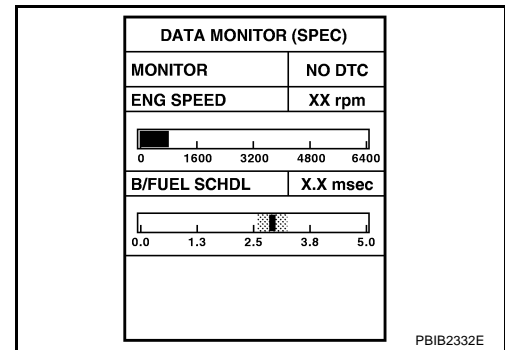 DATA MONITOR (SPEC)
MONITOR NO DTC
ENG SPEED XX rpm
0 1600 3200 4800 6400
B/FUEL SCHDL X.X msec
0.0 1.3 2.5 3.8 5.0
PBIB2332E